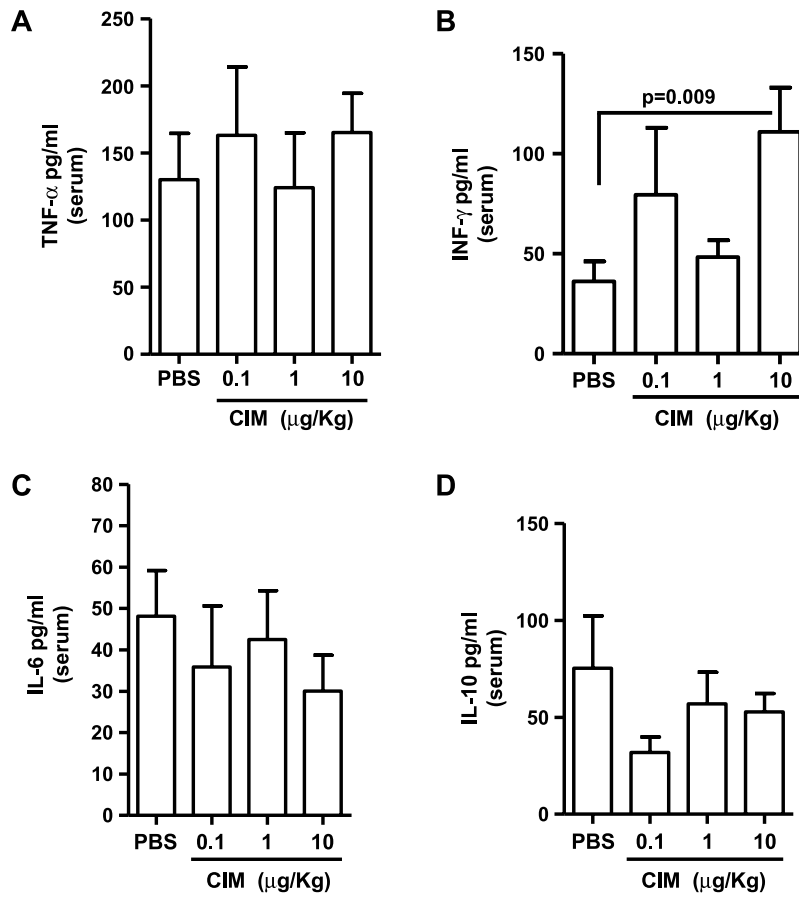 A
TNF-α pg/ml
(serum)
250
200
150
100
50
0
PBS
0.1
1
10
CIM (μg/Kg)
B
INF-γ pg/ml
(serum)
150
100
50
0
p=0.009
PBS
0.1
1
10
CIM (μg/Kg)
C
IL-6 pg/ml
(serum)
80
70
60
50
40
30
20
10
0
PBS
0.1
1
10
CIM (μg/Kg)
D
IL-10 pg/ml
(serum)
150
100
50
0
PBS
0.1
1
10
CIM (μg/Kg)